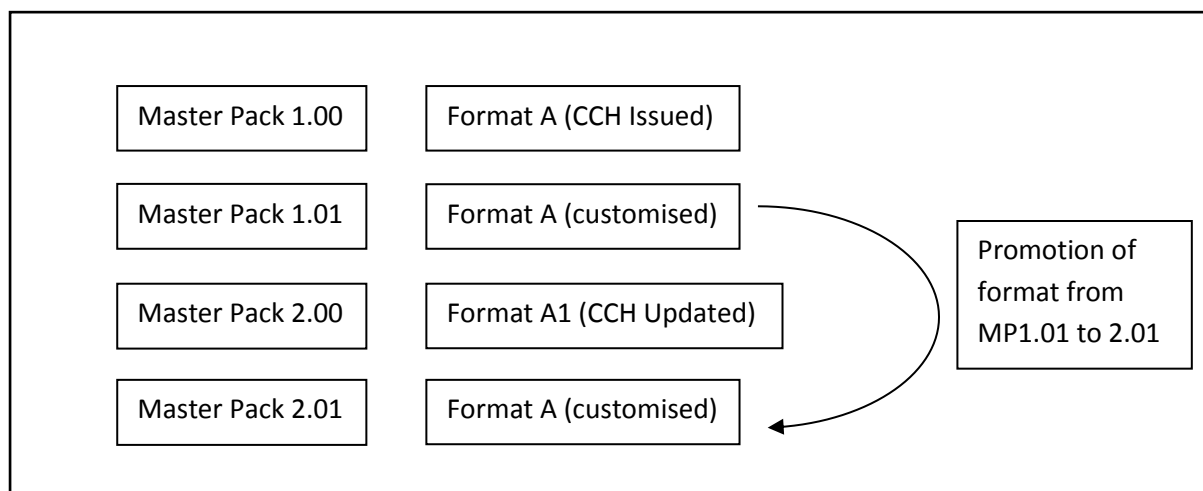 Master Pack 1.00
Format A (CCH Issued)
Master Pack 1.01
Format A (customised)
Master Pack 2.00
Format A1 (CCH Updated)
Master Pack 2.01
Format A (customised)
Promotion of
format from
MP1.01 to 2.01